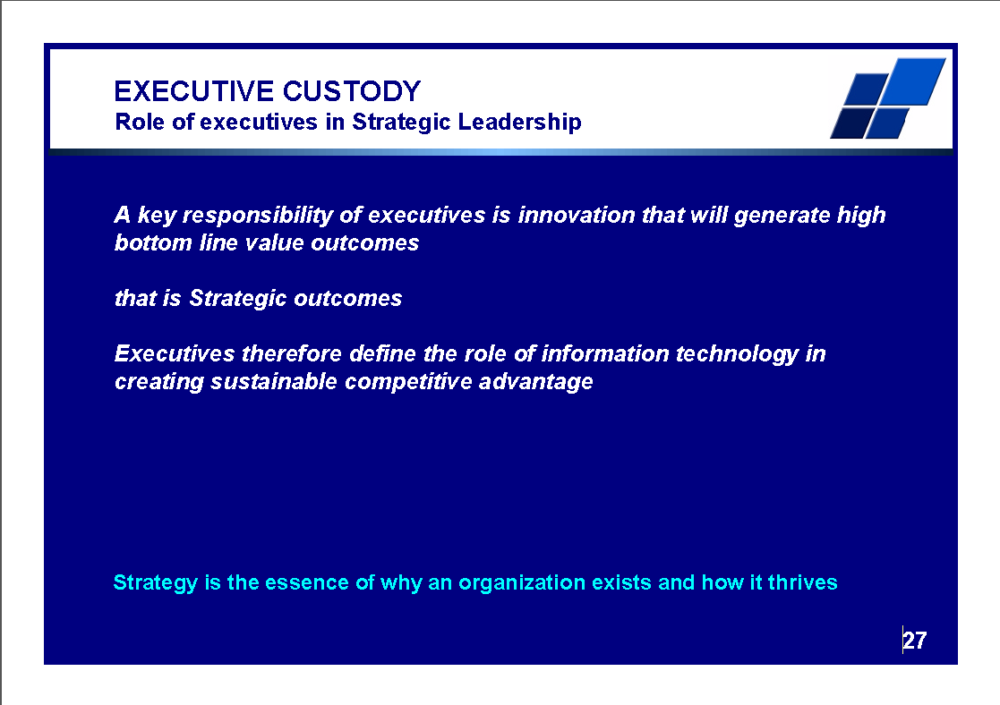 EXECUTIVE CUSTODY
Role of executives in Strategic Leadership
A key responsibility of executives is innovation that will generate high
bottom line value outcomes
that is Strategic outcomes
Executives therefore define the role of information technology in
creating sustainable competitive advantage
Strategy is the essence of why an organization exists and how it thrives
27